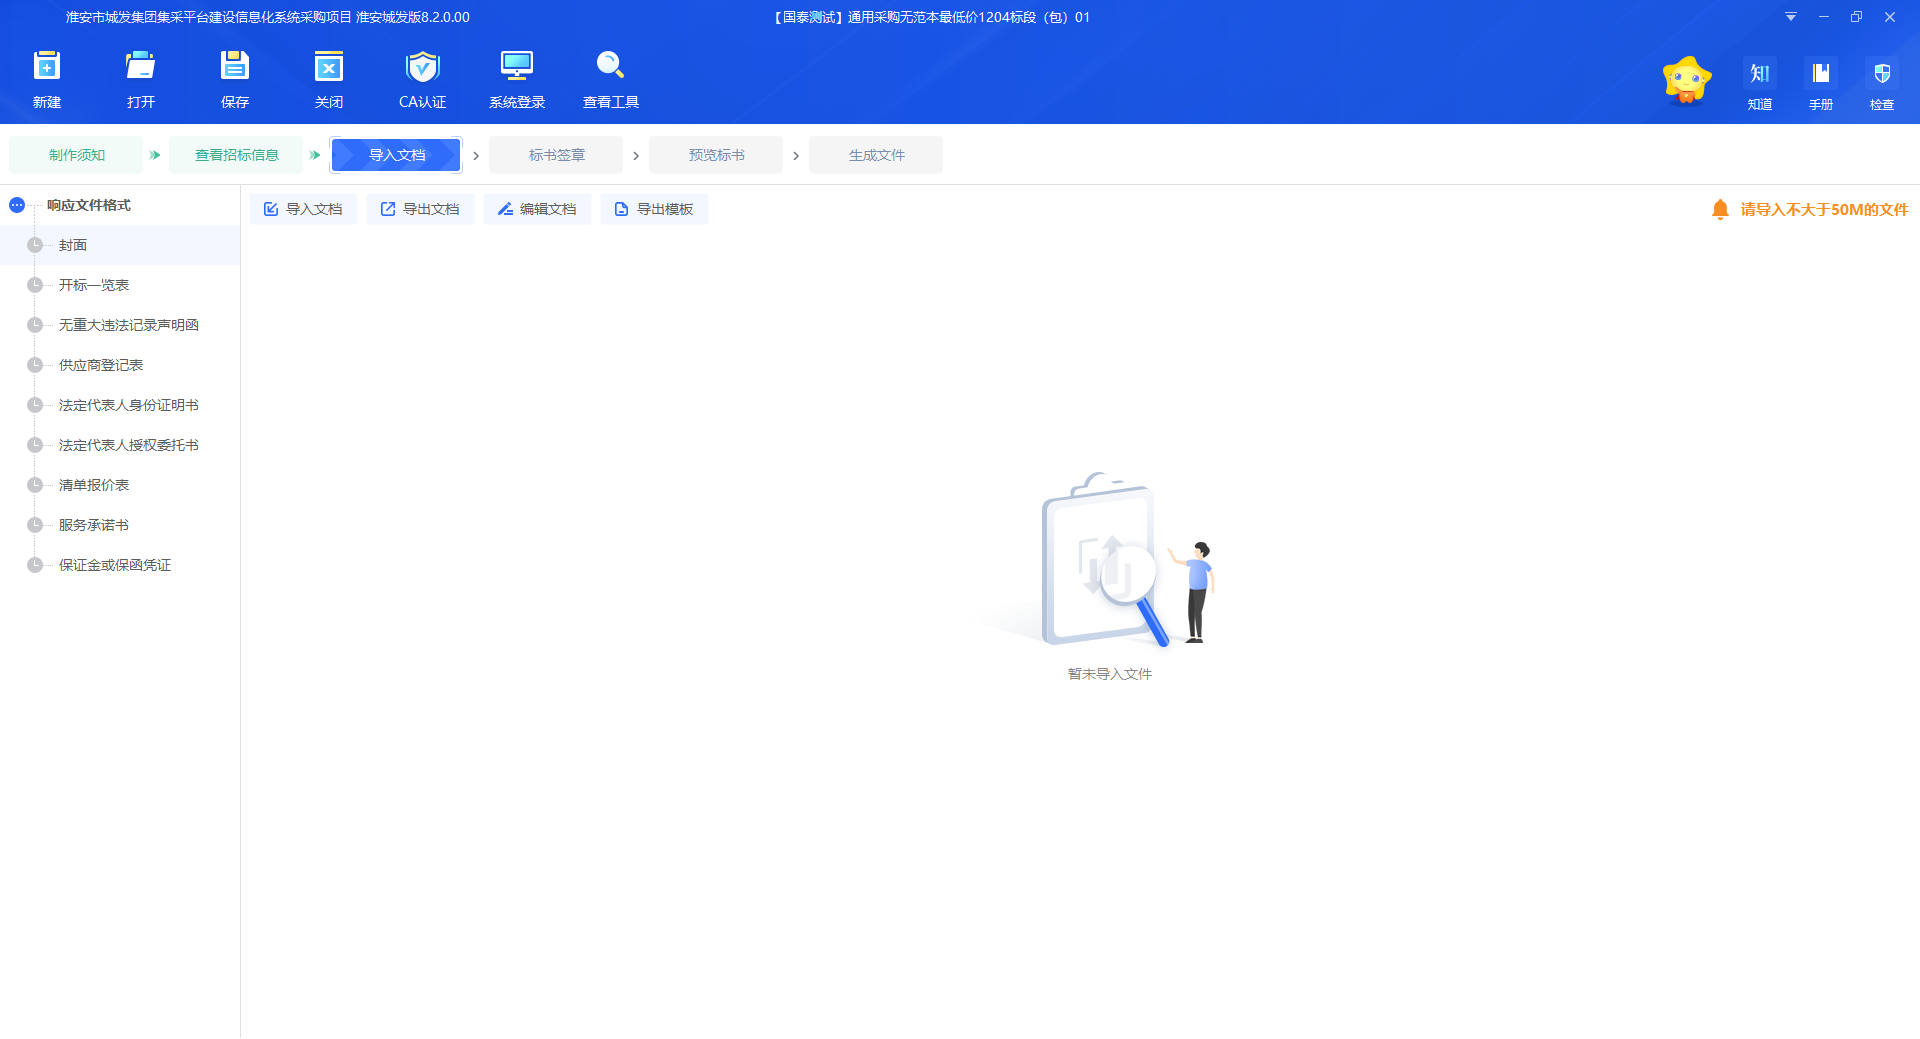 淮安市城发集团集采平台建设信息化系统采购项目 淮安城发版8.2.0.00
【国泰测试】通用采购无范本最低价1204标段（包）01
新建
打开
保存
关闭
CA认证
系统登录
查看工具
知
知道
手册
检查
制作须知
查看招标信息
导入文档
标书签章
预览标书
生成文件
响应文件格式
封面
开标一览表
无重大违法记录声明函
供应商登记表
法定代表人身份证明书
法定代表人授权委托书
清单报价表
服务承诺书
保证金或保函凭证
导入文档
导出文档
编辑文档
导出模板
请导入不大于50M的文件
暂未导入文件